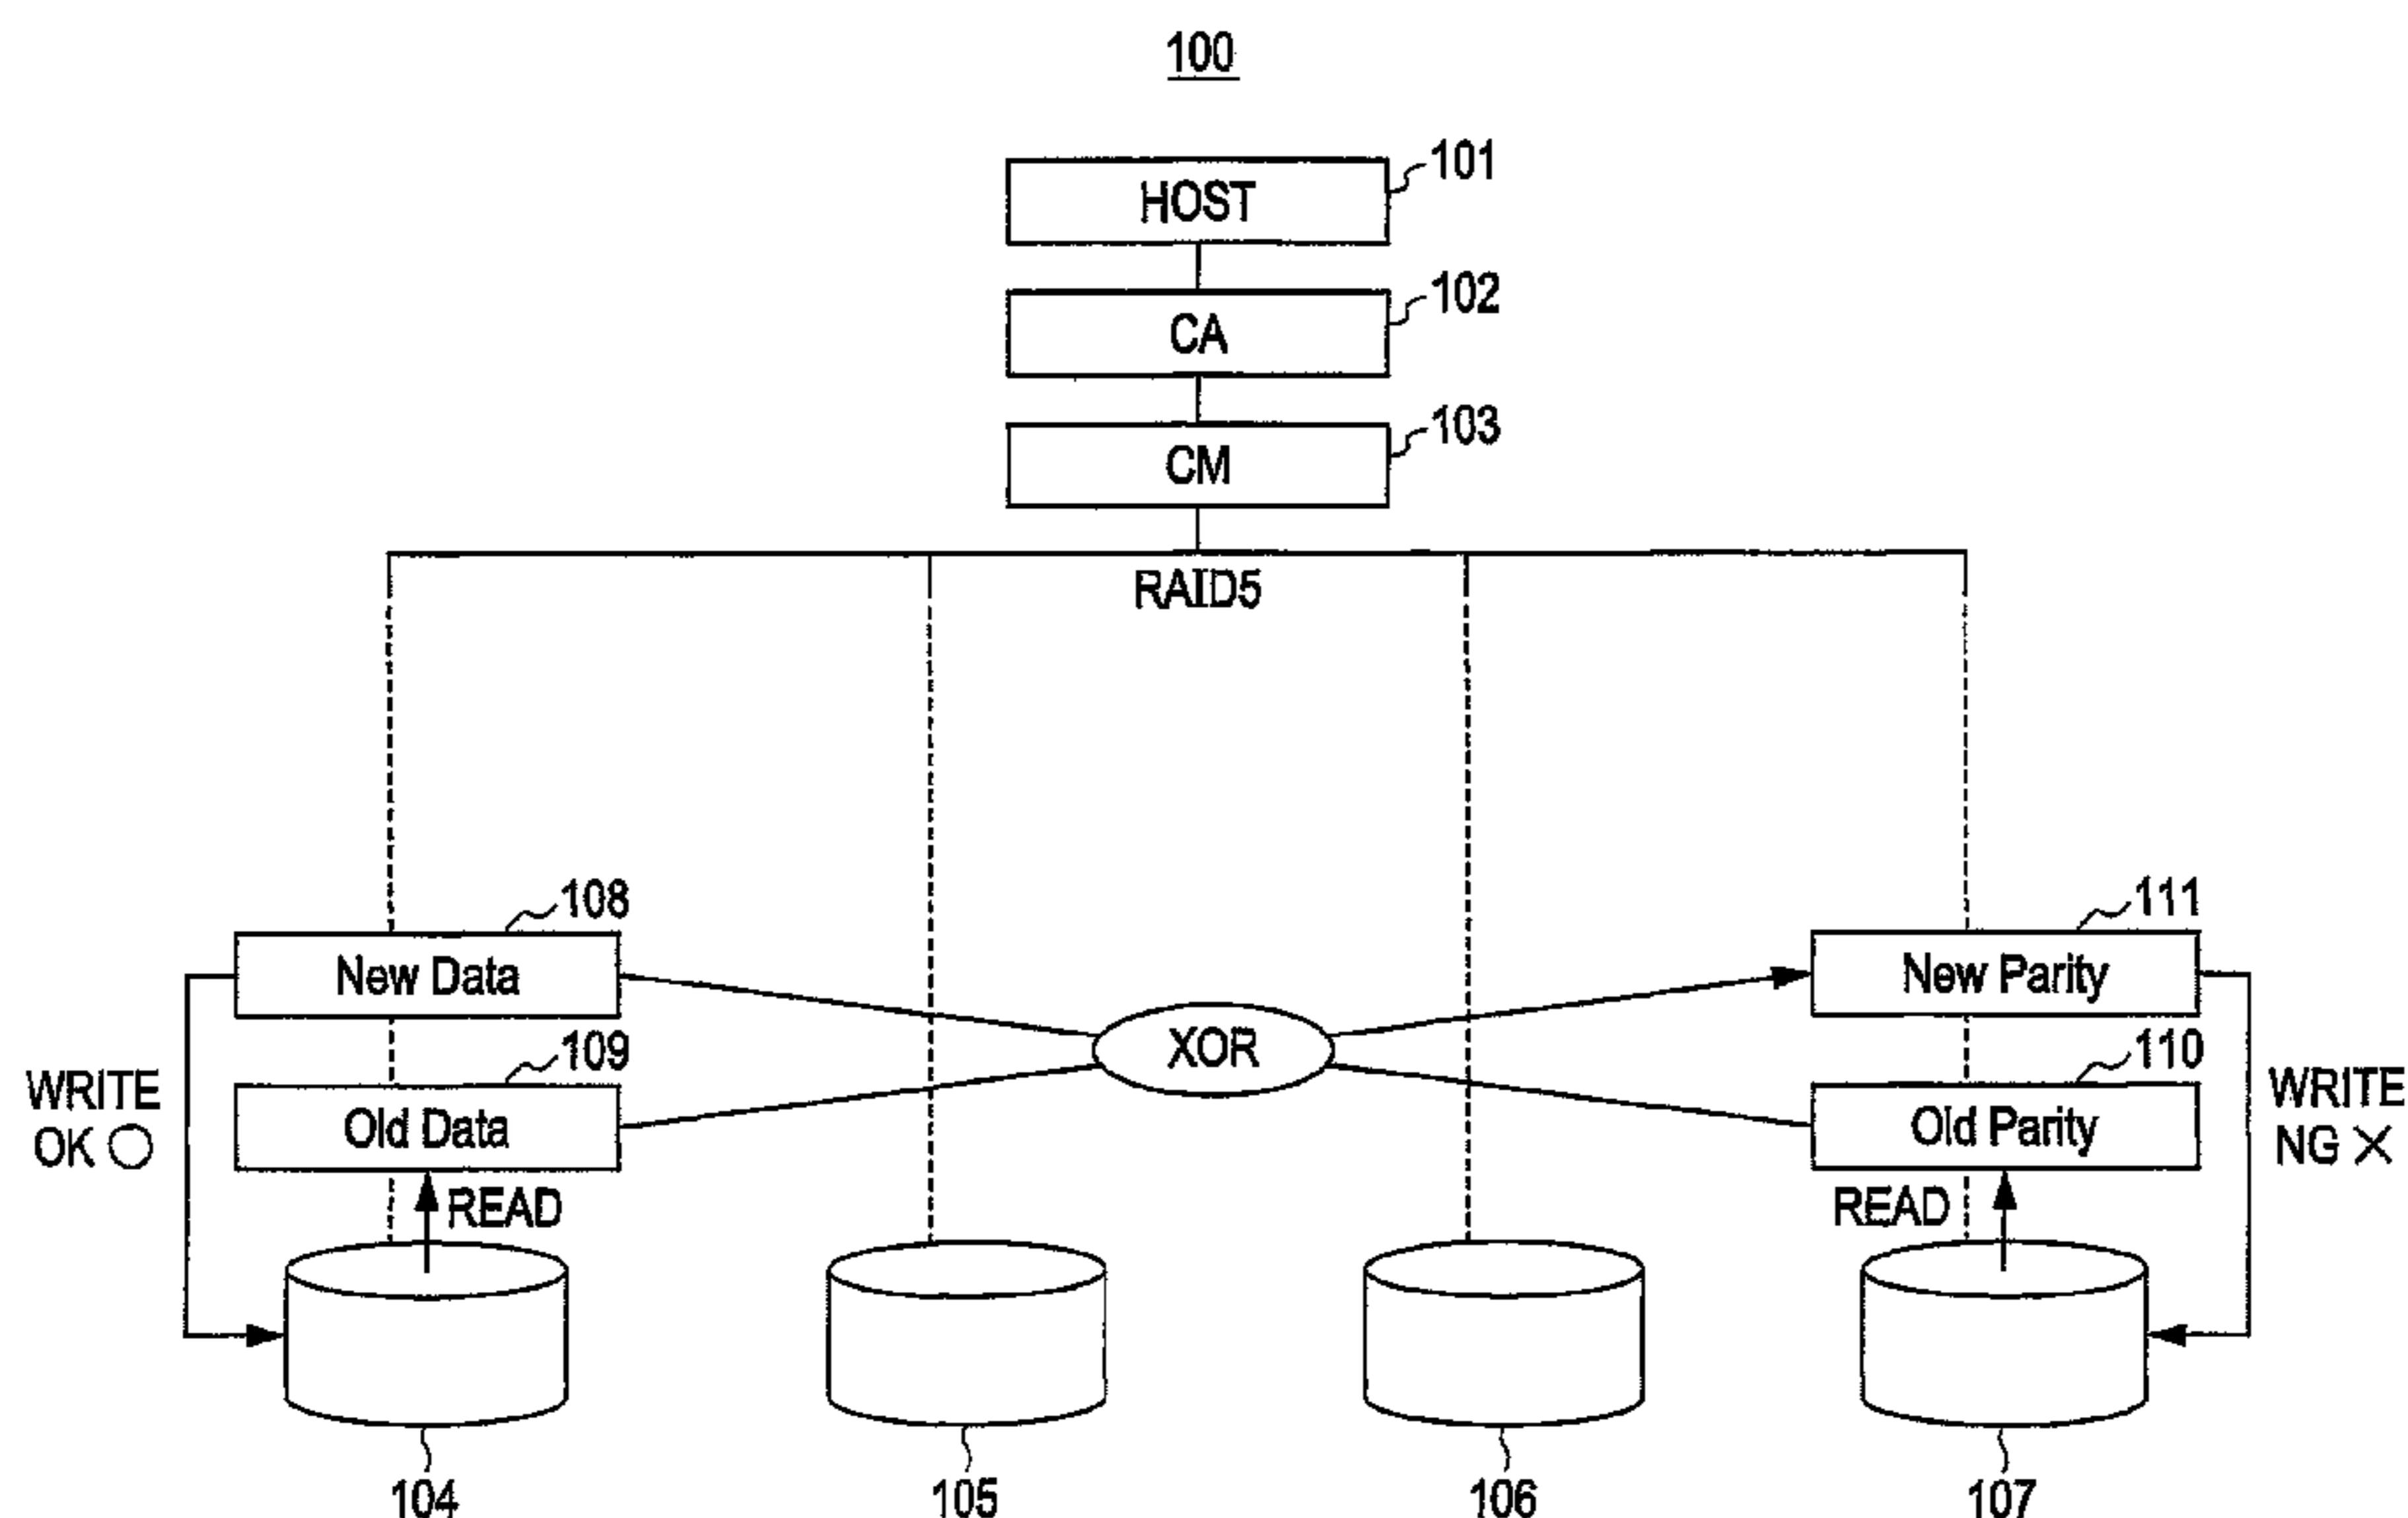 100
HOST
101
CA
102
CM
103
RAID5
108
111
New Data
New Parity
109
XOR
110
WRITE
OK ○
Old Data
Old Parity
WRITE
NG ×
READ
READ
104
105
106
107